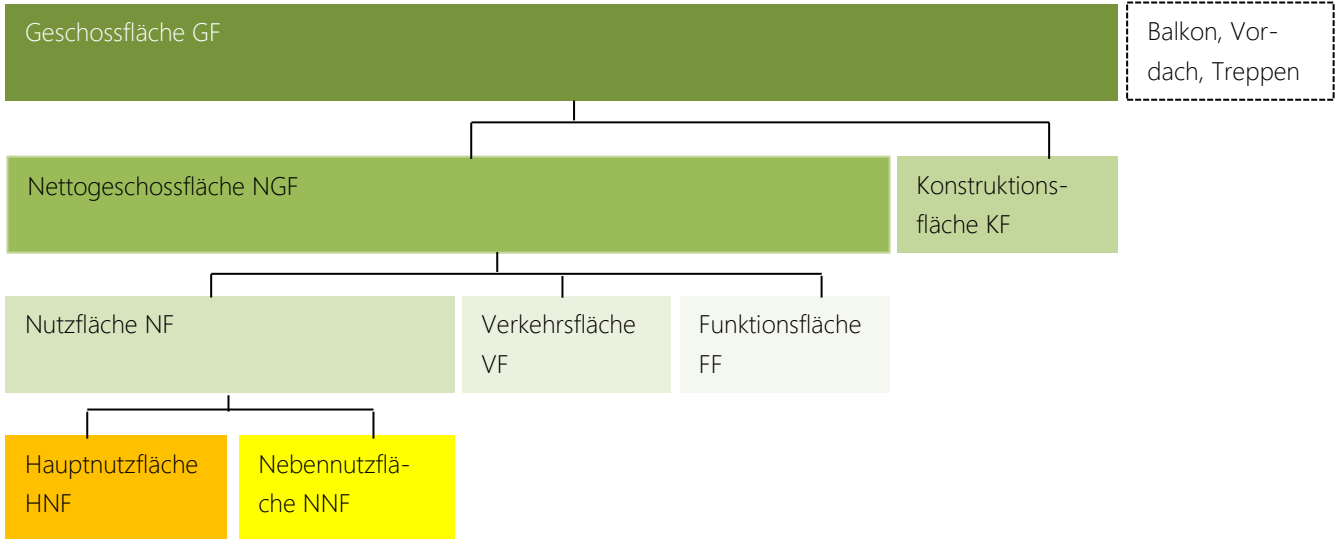 Geschossfläche GF
Balkon, Vor-
dach, Treppen
Nettogeschossfläche NGF
Konstruktions-
fläche KF
Nutzfläche NF
Verkehrsfläche
VF
Funktionsfläche
FF
Hauptnutzfläche
HNF
Nebennutzflä-
che NNF